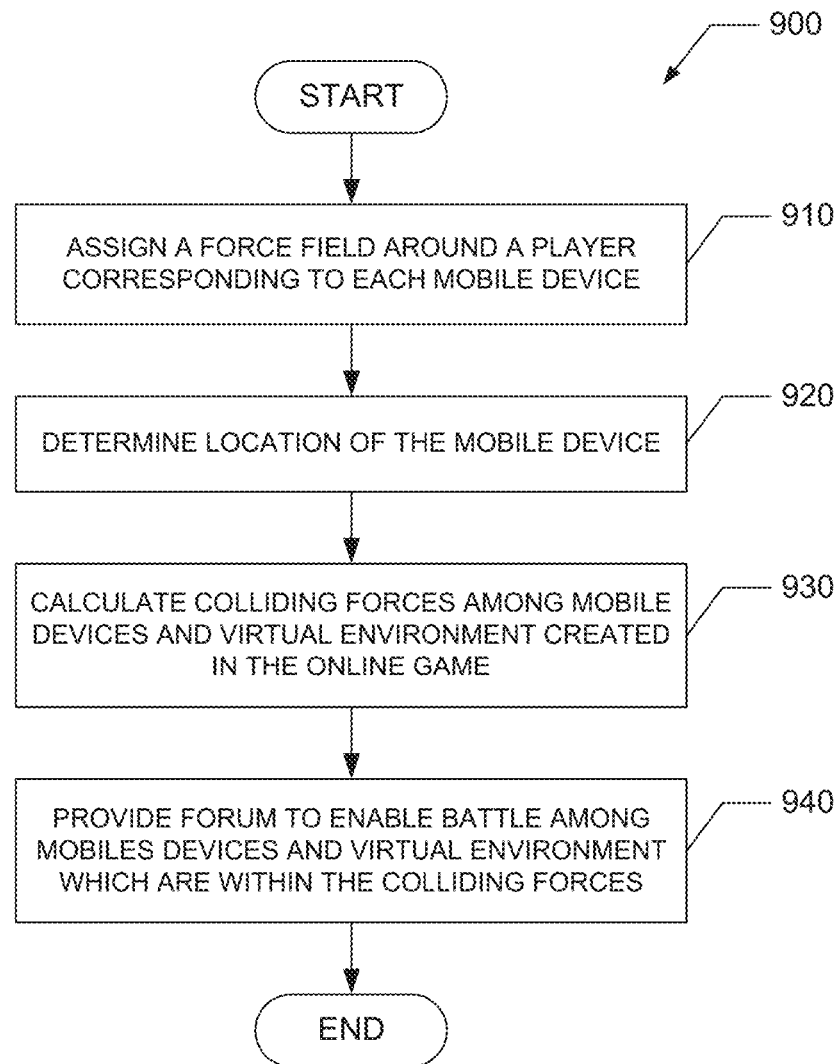 900
START
910
ASSIGN A FORCE FIELD AROUND A PLAYER
CORRESPONDING TO EACH MOBILE DEVICE
920
DETERMINE LOCATION OF THE MOBILE DEVICE
930
CALCULATE COLLIDING FORCES AMONG MOBILE
DEVICES AND VIRTUAL ENVIRONMENT CREATED
IN THE ONLINE GAME
940
PROVIDE FORUM TO ENABLE BATTLE AMONG
MOBILES DEVICES AND VIRTUAL ENVIRONMENT
WHICH ARE WITHIN THE COLLIDING FORCES
END